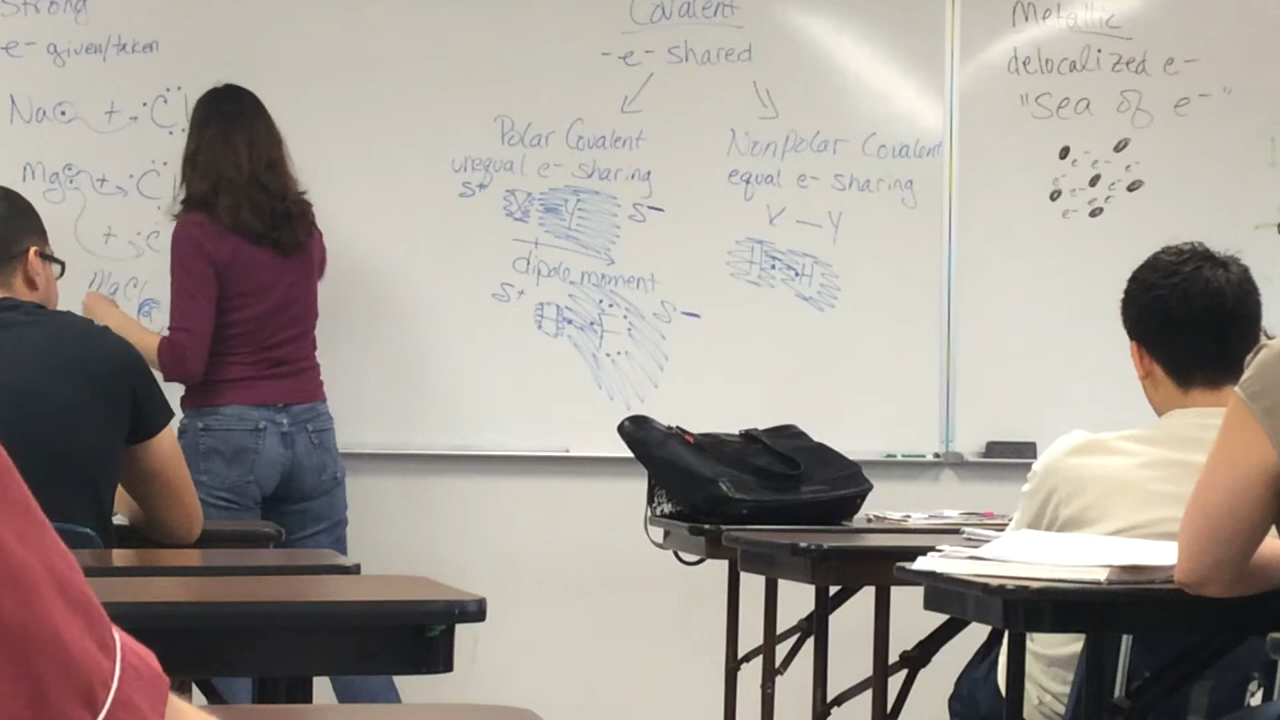 Strong
e- given/taken
Na + Cl
Mg + Cl
+ Cl
MgCl
Covalent
-e- shared
Polar Covalent
unequal e- sharing
S+ X Y S-
dipole moment
S+ H S-
Nonpolar Covalent
equal e- sharing
X — Y
H H
Metallic
delocalized e-
"Sea of e-"
e- e-
e- e- e-
e- e-
e-